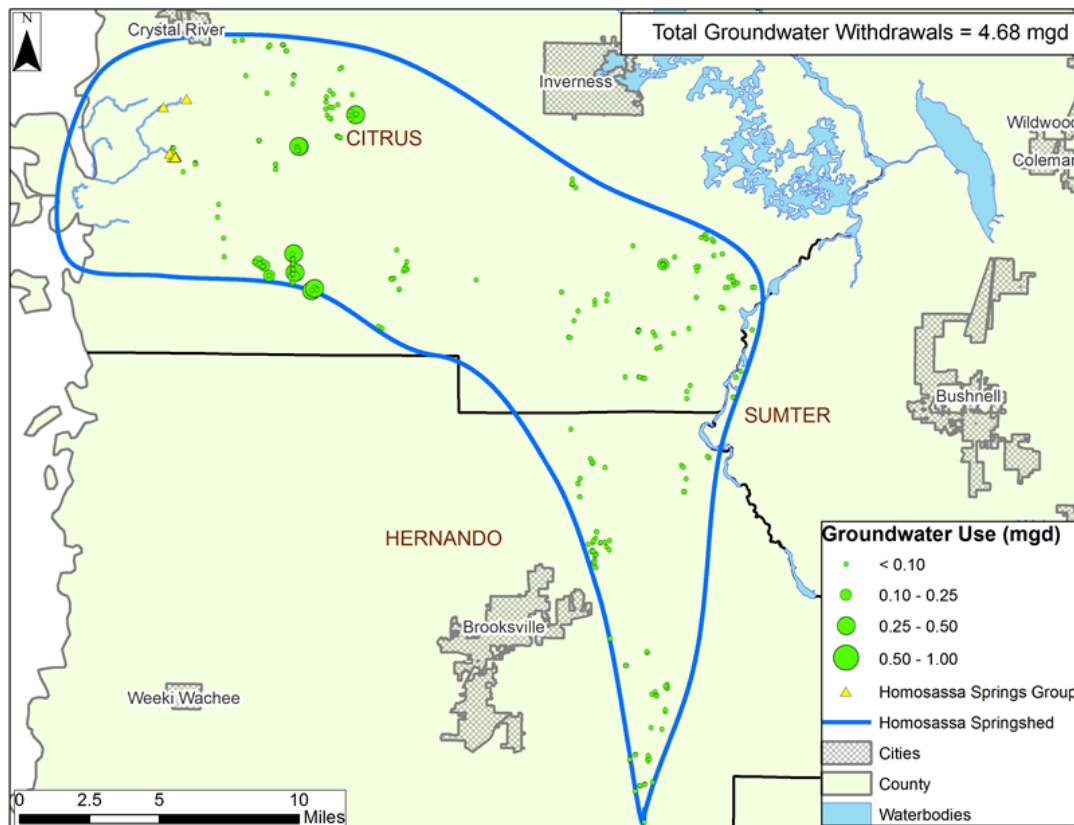 N
Crystal River
Total Groundwater Withdrawals = 4.68 mgd
Inverness
Wildwood
Coleman
CITRUS
Bushnell
SUMTER
HERNANDO
Brooksville
Weeki Wachee
Groundwater Use (mgd)
< 0.10
0.10 - 0.25
0.25 - 0.50
0.50 - 1.00
Homosassa Springs Group
Homosassa Springshed
Cities
County
Waterbodies
0 2.5 5 10
Miles